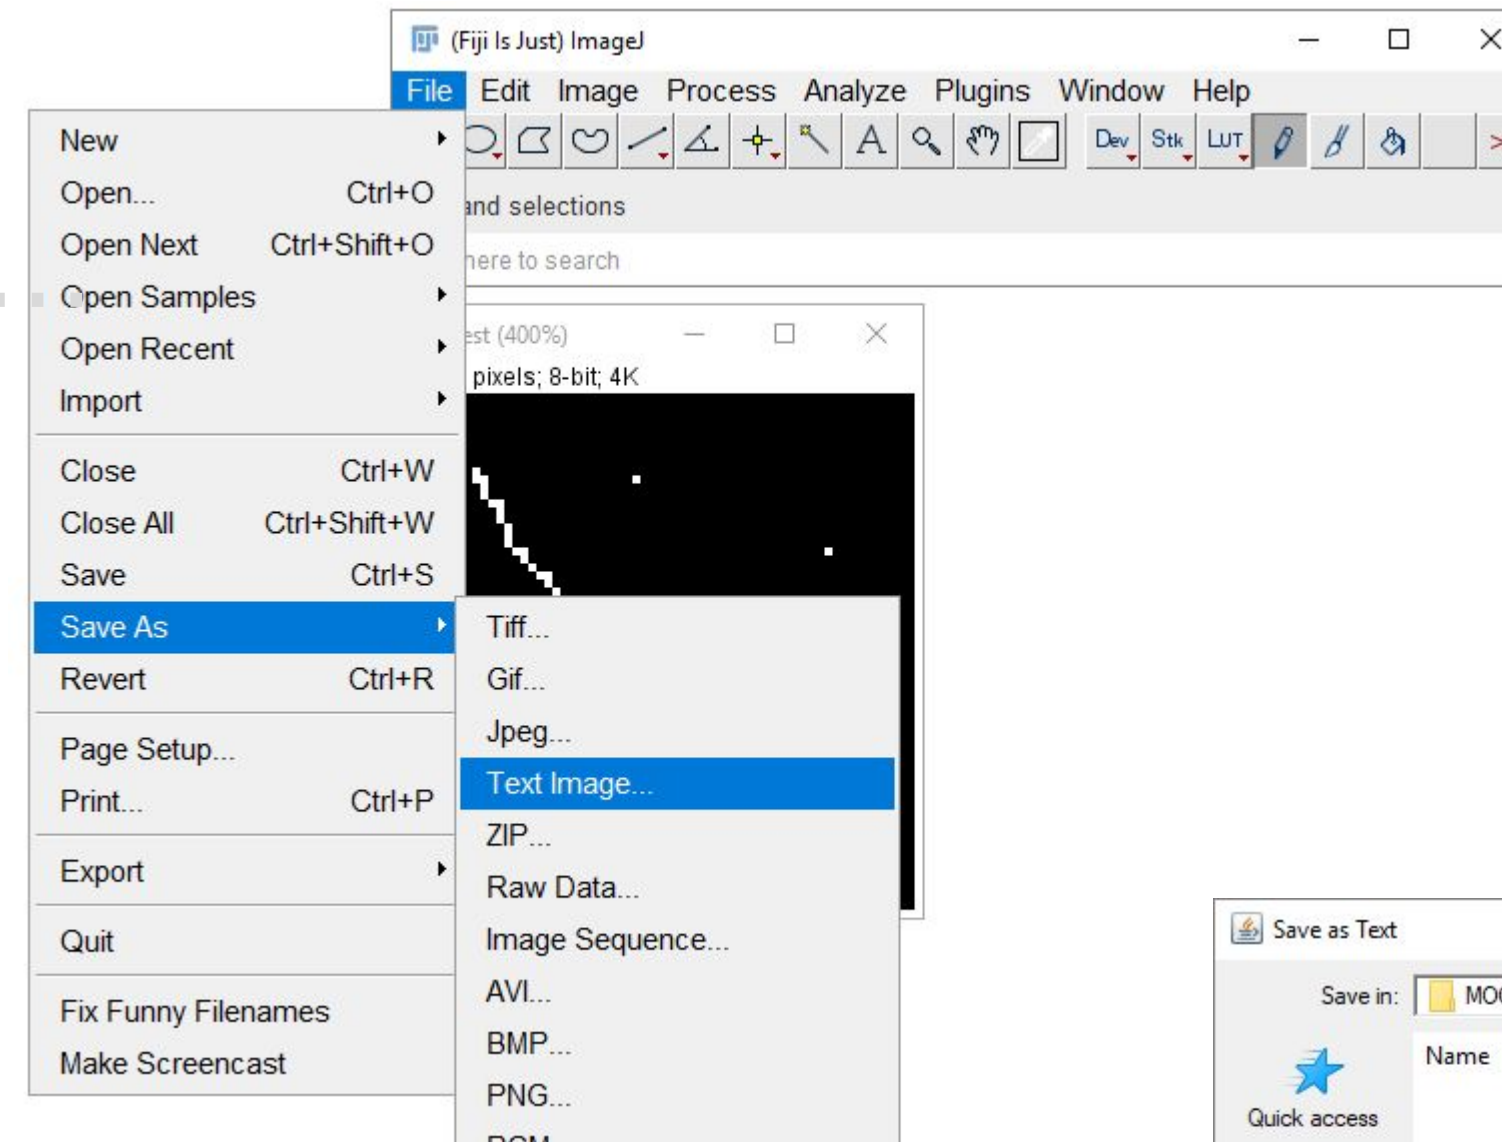 (Fiji Is Just) ImageJ
File Edit Image Process Analyze Plugins Window Help
Dev Stk LUT
and selections
here to search
New
Open... Ctrl+O
Open Next Ctrl+Shift+O
Open Samples
Open Recent
Import
Close Ctrl+W
Close All Ctrl+Shift+W
Save Ctrl+S
Save As
Revert Ctrl+R
Page Setup...
Print... Ctrl+P
Export
Quit
Fix Funny Filenames
Make Screencast
(400%)
pixels; 8-bit; 4K
Tiff...
Gif...
Jpeg...
Text Image...
ZIP...
Raw Data...
Image Sequence...
AVI...
BMP...
PNG...
Save as Text
Save in:
Name
Quick access